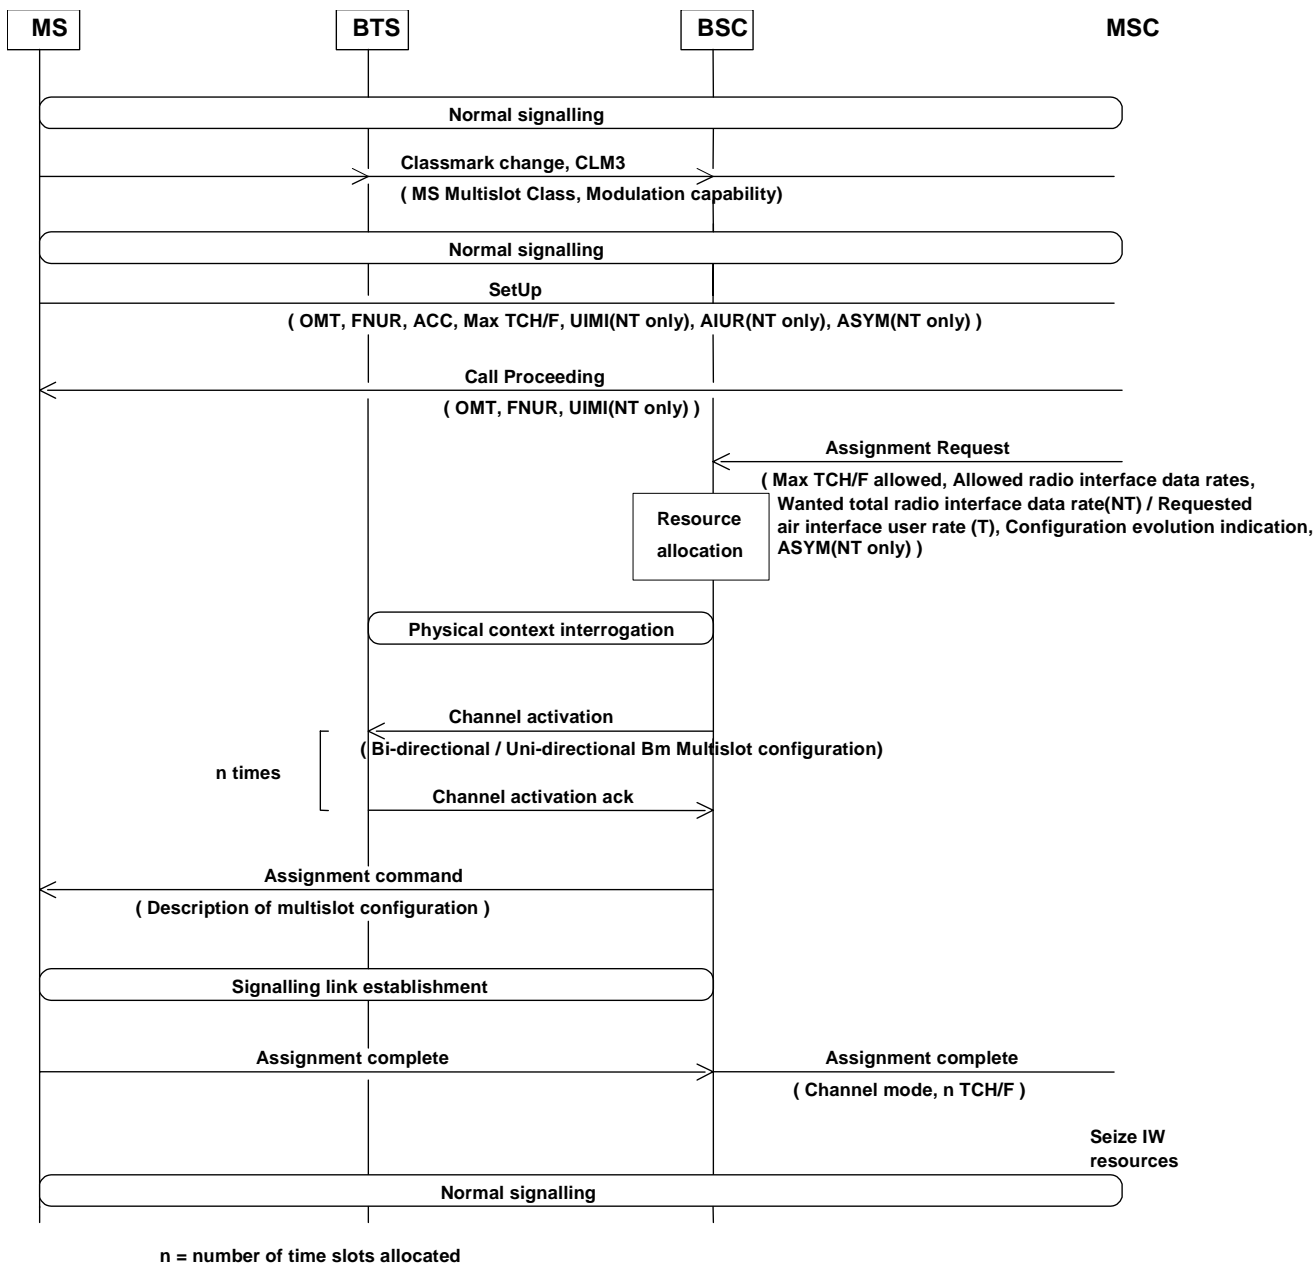 MS BTS BSC MSC
Normal signalling
Classmark change, CLM3
( MS Multislot Class, Modulation capability)
Normal signalling
SetUp
( OMT, FNUR, ACC, Max TCH/F, UIMI(NT only), AIUR(NT only), ASYM(NT only) )
Call Proceeding
( OMT, FNUR, UIMI(NT only) )
Assignment Request
( Max TCH/F allowed, Allowed radio interface data rates,
Wanted total radio interface data rate(NT) / Requested
air interface user rate (T), Configuration evolution indication,
ASYM(NT only) )
Resource
allocation
Physical context interrogation
Channel activation
( Bi-directional / Uni-directional Bm Multislot configuration)
n times
Channel activation ack
Assignment command
( Description of multislot configuration )
Signalling link establishment
Assignment complete
Assignment complete
( Channel mode, n TCH/F )
Seize IW
resources
Normal signalling
n = number of time slots allocated